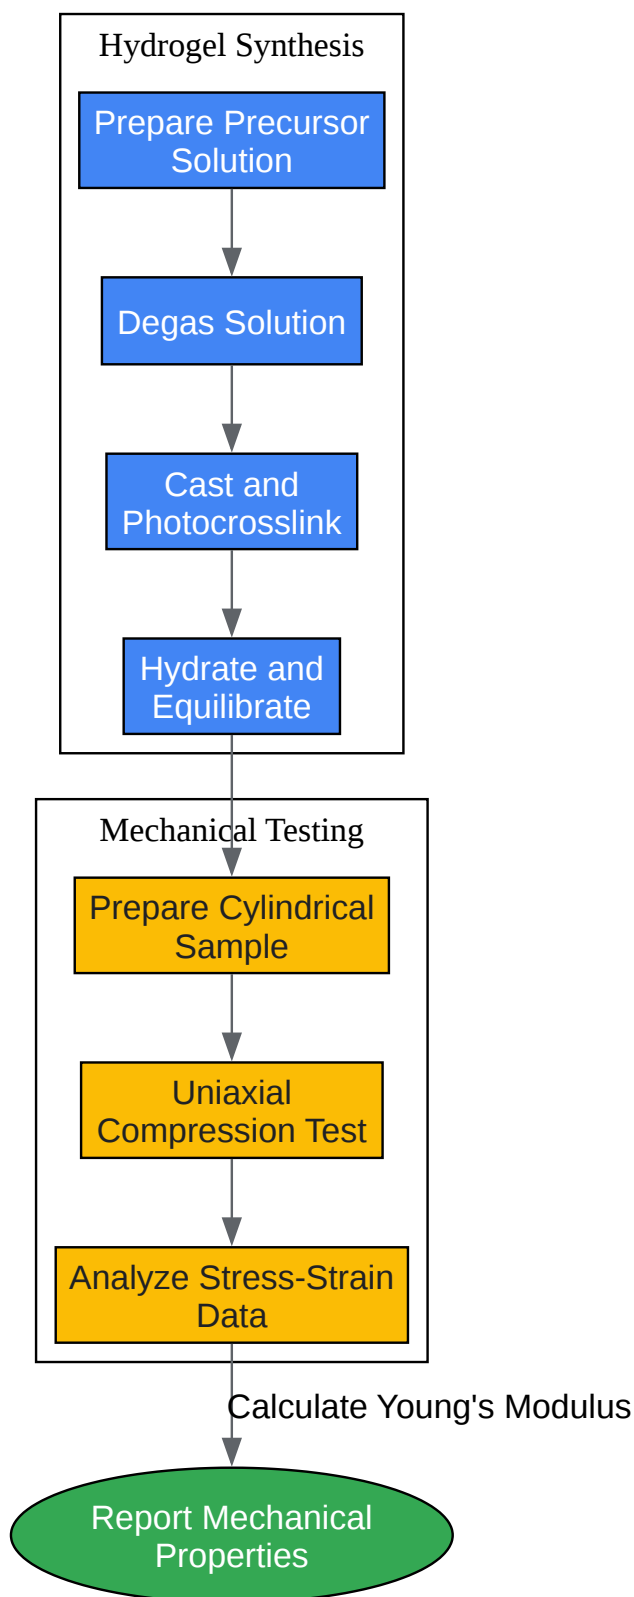 Hydrogel Synthesis
Prepare Precursor
Solution
Degas Solution
Cast and
Photocrosslink
Hydrate and
Equilibrate
Mechanical Testing
Prepare Cylindrical
Sample
Uniaxial
Compression Test
Analyze Stress-Strain
Data
Calculate Young's Modulus
Report Mechanical
Properties